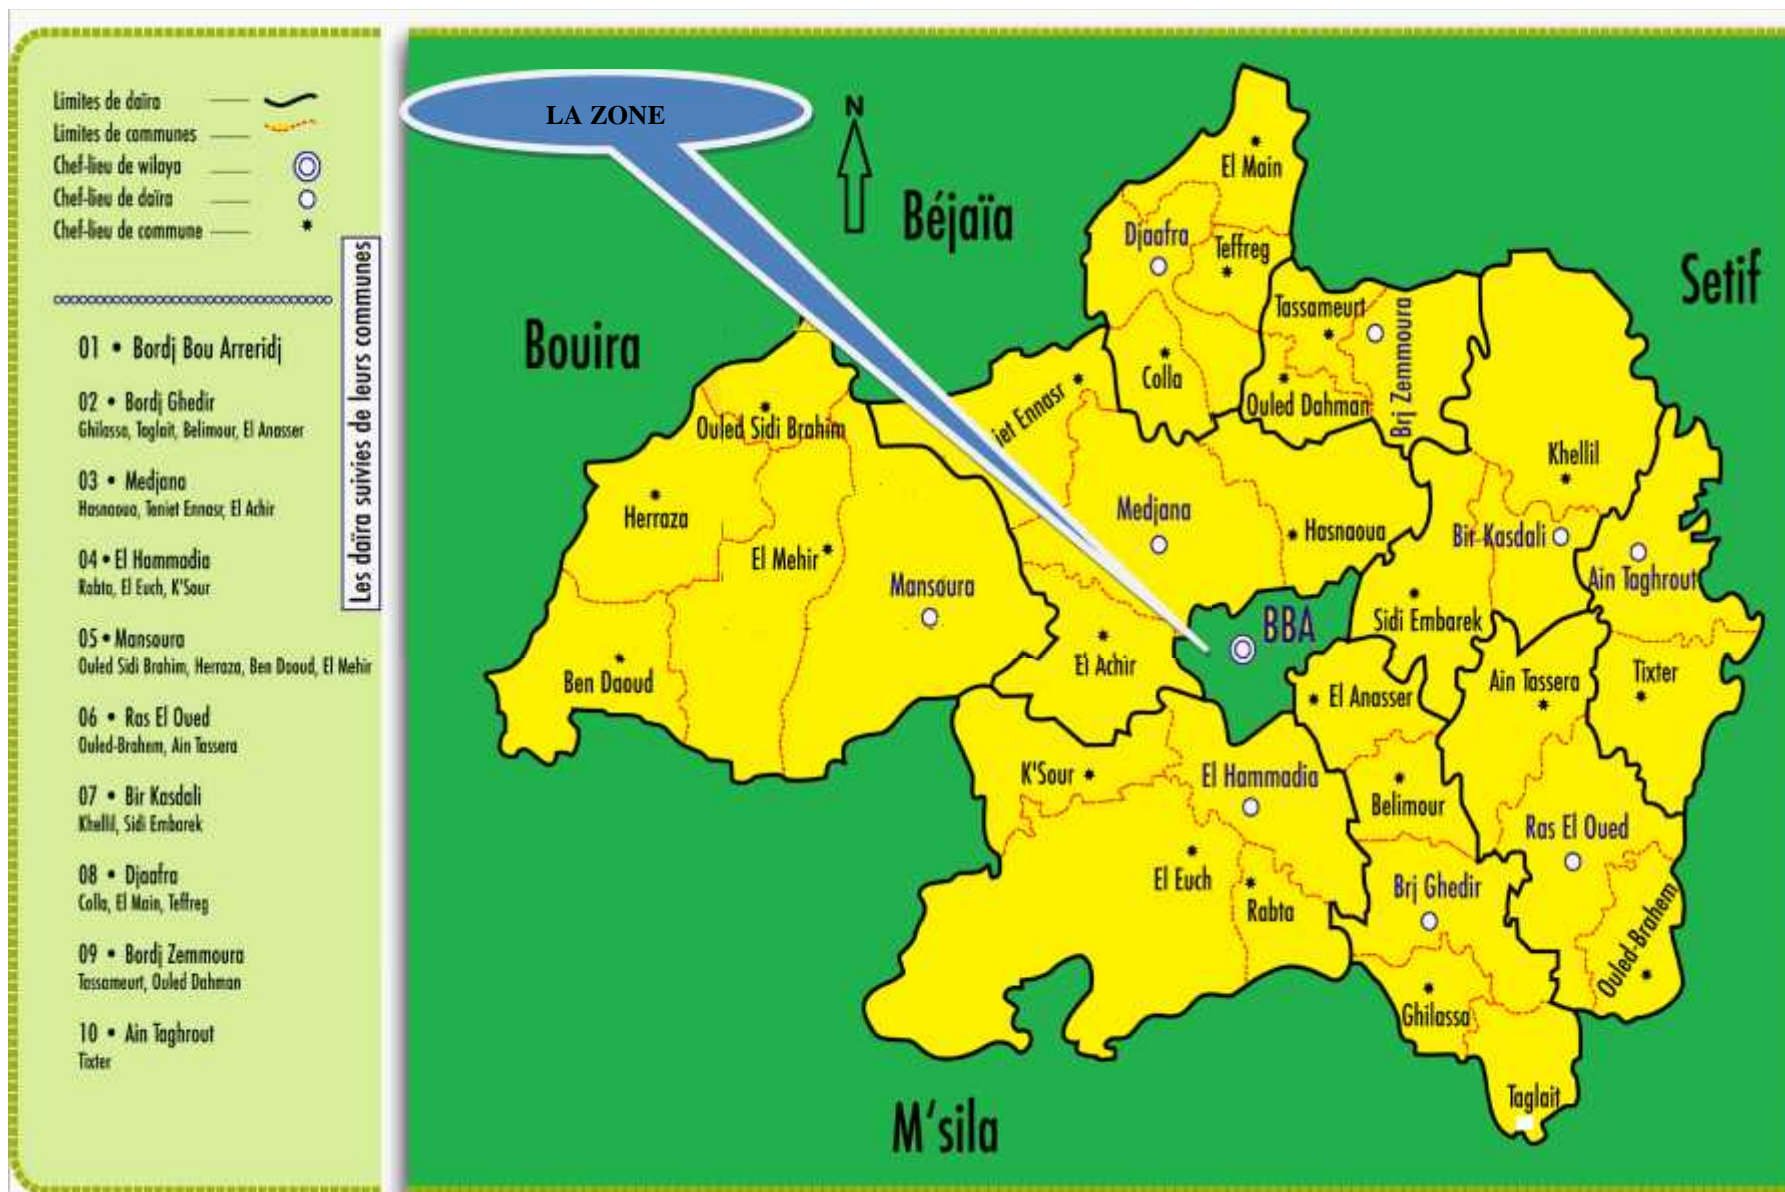 Limites de daïra
Limites de communes
Chef-lieu de wilaya
Chef-lieu de daïra
Chef-lieu de commune
Les daïra suivies de leurs communes
01 • Bordj Bou Arreridj
02 • Bordj Ghedir
Ghilassa, Taglait, Belimour, El Anasser
03 • Medjana
Hasnaoua, Teniet Ennasr, El Achir
04 • El Hammadia
Rabta, El Euch, K'Sour
05 • Mansoura
Ouled Sidi Brahim, Herraza, Ben Daoud, El Mehir
06 • Ras El Oued
Ouled-Brahem, Ain Tassera
07 • Bir Kasdali
Khellil, Sidi Embarek
08 • Djaafra
Colla, El Main, Teffreg
09 • Bordj Zemmoura
Tassameurt, Ouled Dahman
10 • Ain Taghrout
Tixter
LA ZONE
N
Béjaïa
Setif
Bouira
M'sila
El Main
Djaafra
Teffreg
Tassameurt
Brj Zemmoura
Colla
Ouled Dahman
iet Ennasr
Ouled Sidi Brahim
Khellil
Herraza
Medjana
Hasnaoua
Bir Kasdali
El Mehir
Ain Taghrout
Mansoura
BBA
Sidi Embarek
Ben Daoud
El Achir
El Anasser
Ain Tassera
Tixter
K'Sour
El Hammadia
Belimour
Ras El Oued
El Euch
Rabta
Brj Ghedir
Ouled-Brahem
Ghilassa
Taglait